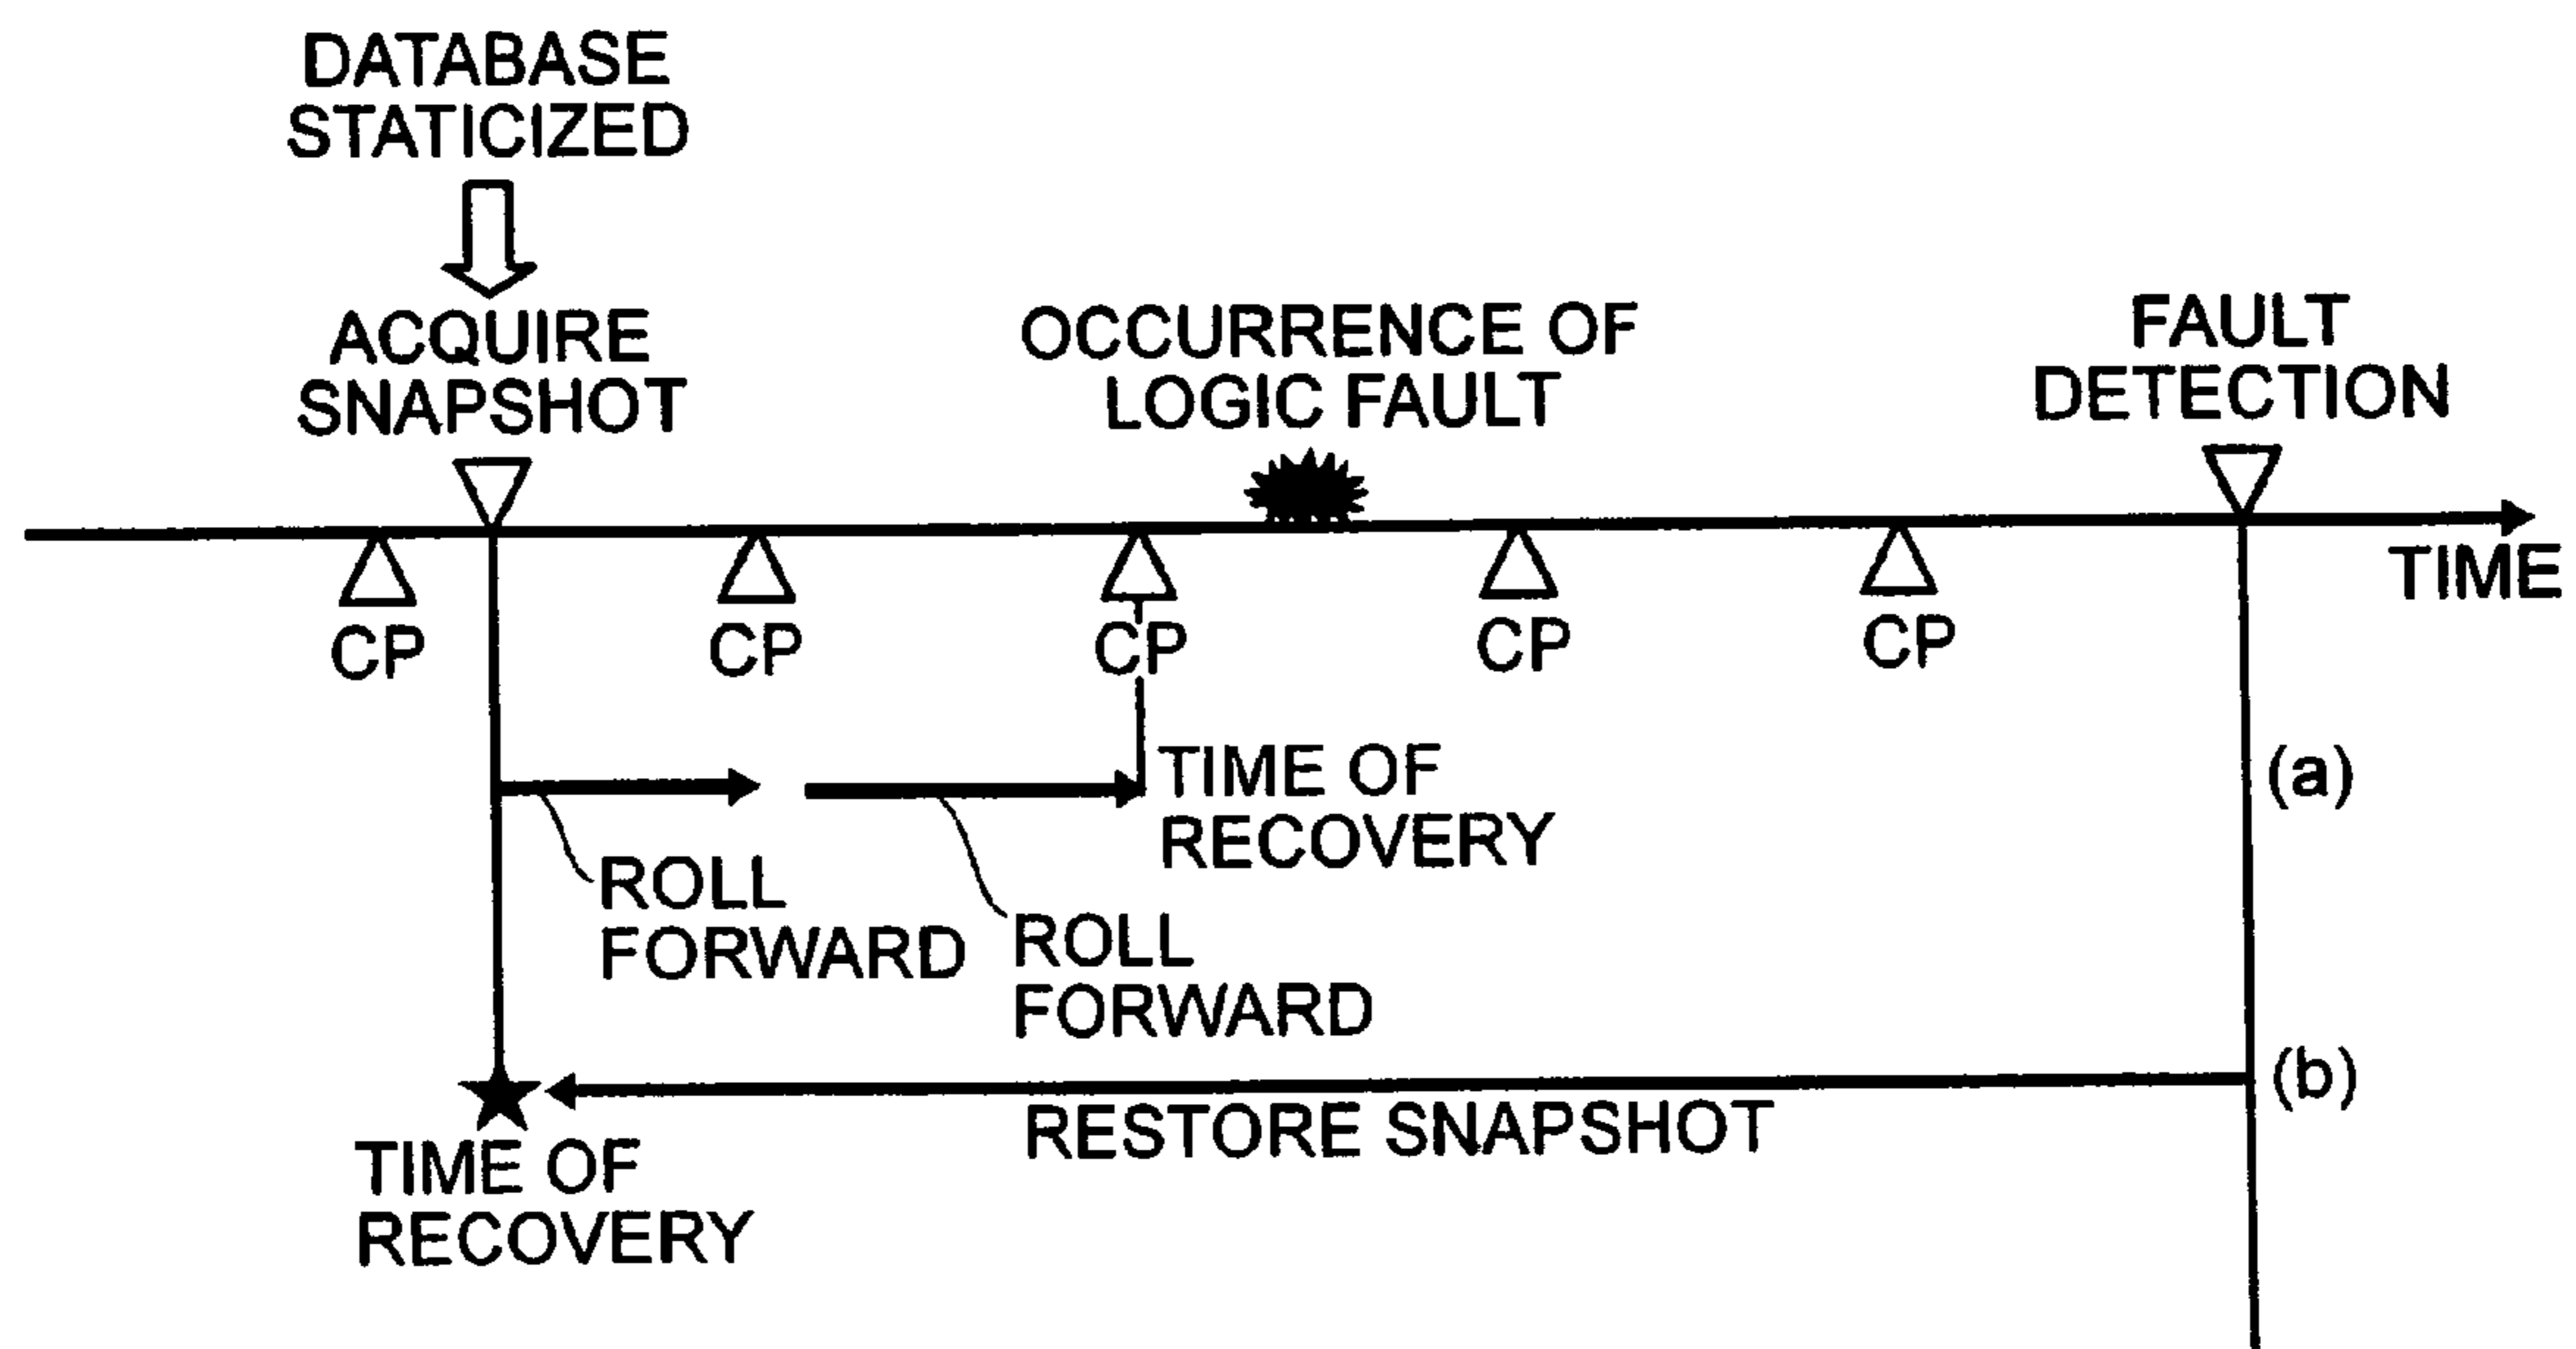 DATABASE
STATICIZED
ACQUIRE
SNAPSHOT
OCCURRENCE OF
LOGIC FAULT
FAULT
DETECTION
TIME
CP
CP
CP
CP
CP
(a)
TIME OF
RECOVERY
ROLL
FORWARD
ROLL
FORWARD
(b)
RESTORE SNAPSHOT
TIME OF
RECOVERY